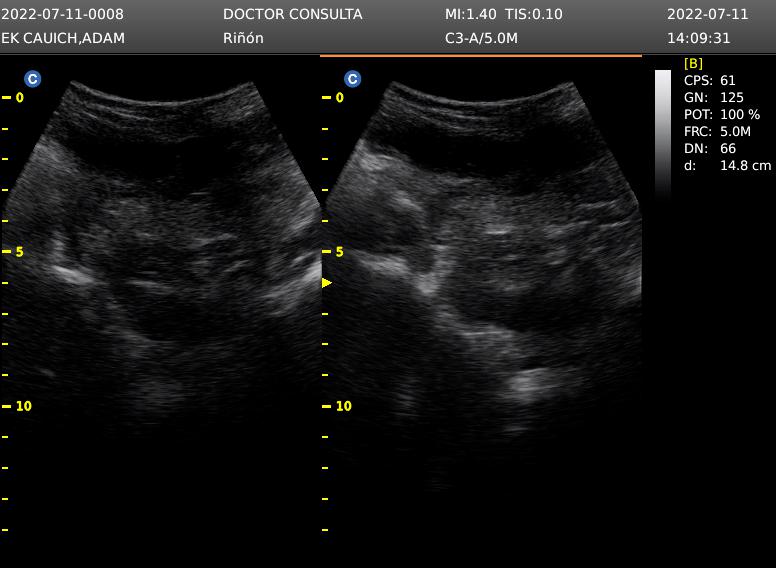 2022-07-11-0008 DOCTOR CONSULTA MI:1.40 TIS:0.10 2022-07-11
EK CAUICH,ADAM Riñón C3-A/5.0M 14:09:31
C
0
5
10
C
0
5
10
[B]
CPS: 61
GN: 125
POT: 100 %
FRC: 5.0M
DN: 66
d: 14.8 cm